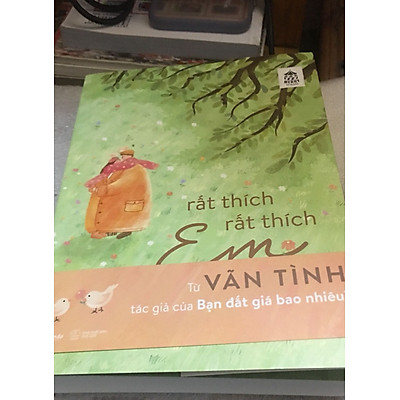 rất thích
rất thích
Em
Từ VÃN TÌNH
tác giả của Bạn đắt giá bao nhiêu